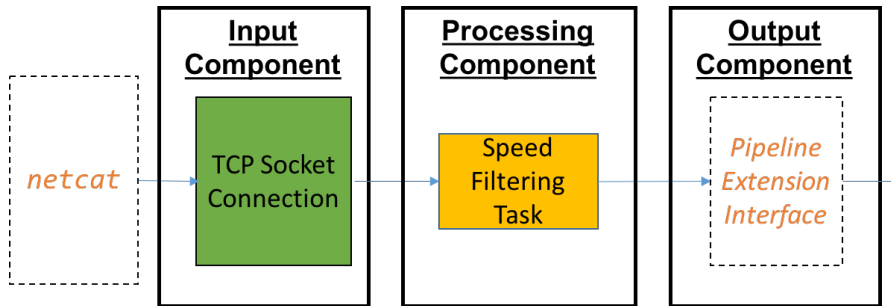 netcat
Input
Component
TCP Socket
Connection
Processing
Component
Speed
Filtering
Task
Output
Component
Pipeline
Extension
Interface